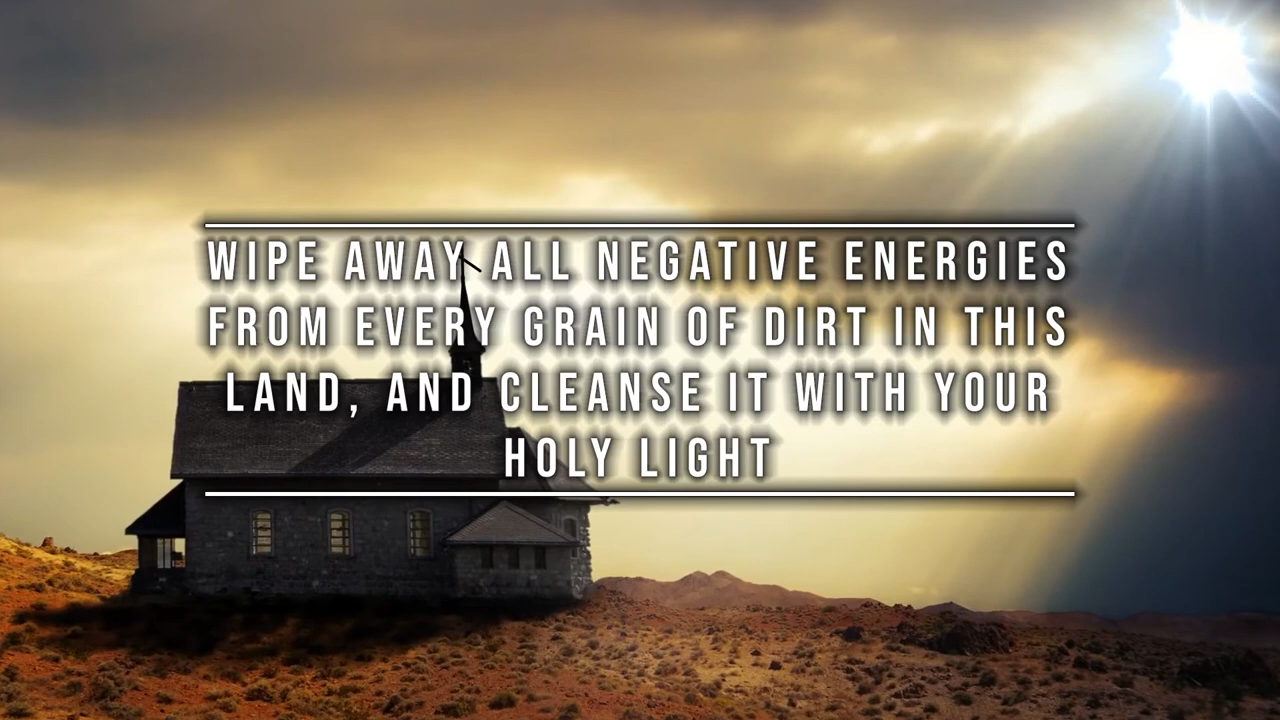 WIPE AWAY ALL NEGATIVE ENERGIES
FROM EVERY GRAIN OF DIRT IN THIS
LAND, AND CLEANSE IT WITH YOUR
HOLY LIGHT